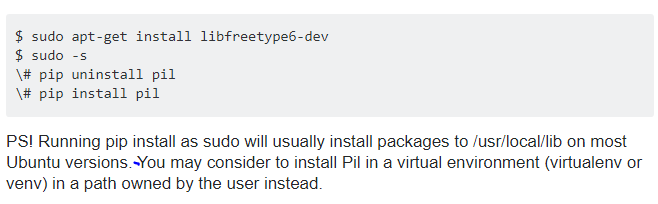 $ sudo apt-get install libfreetype6-dev
$ sudo -s
\# pip uninstall pil
\# pip install pil
PS! Running pip install as sudo will usually install packages to /usr/local/lib on most
Ubuntu versions. You may consider to install Pil in a virtual environment (virtualenv or
venv) in a path owned by the user instead.